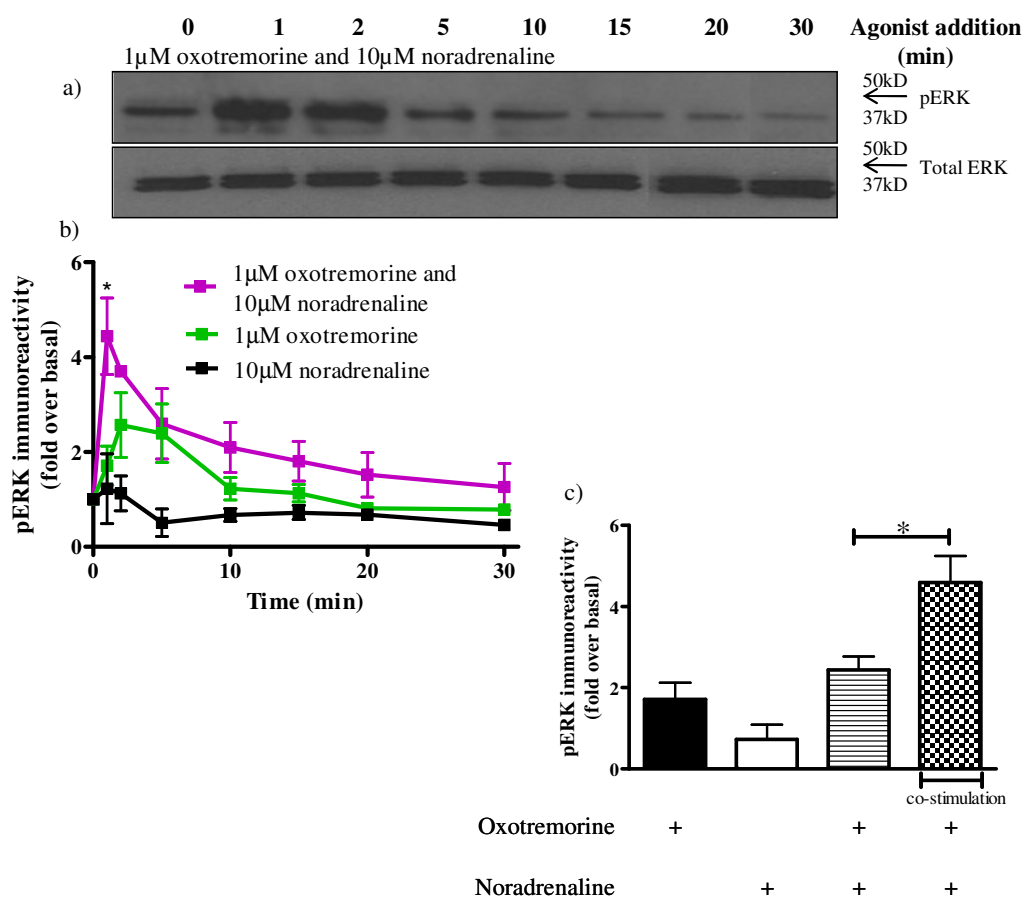 0 1 2 5 10 15 20 30 Agonist addition
(min)
1µM oxotremorine and 10µM noradrenaline
a)
50kD
pERK
37kD
50kD
Total ERK
37kD
b)
pERK immunoreactivity
(fold over basal)
6
4
2
0
*
1µM oxotremorine and
10µM noradrenaline
1µM oxotremorine
10µM noradrenaline
0 10 20 30
Time (min)
c)
pERK immunoreactivity
(fold over basal)
6
4
2
0
*
co-stimulation
Oxotremorine + + +
Noradrenaline + + +